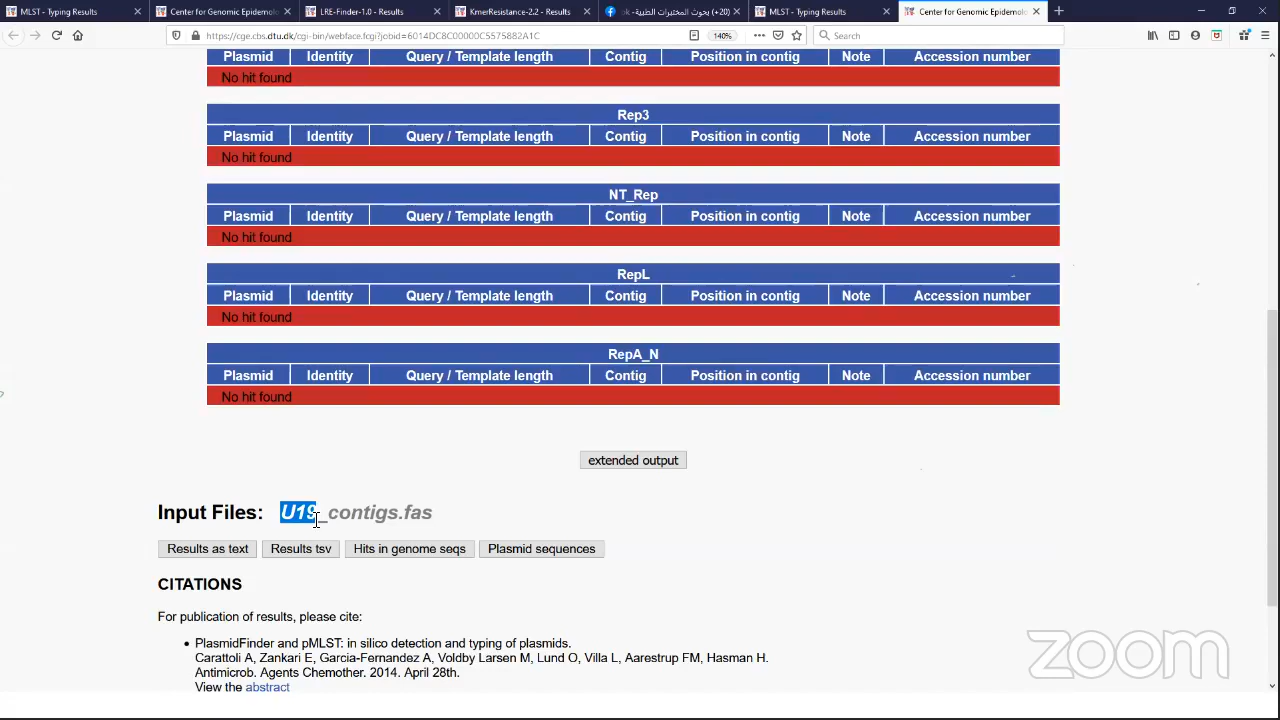 MLST - Typing Results
Center for Genomic Epidemiol
LRE-Finder-1.0 - Results
KmerResistance-2.2 - Results
(20+) بحوث المختبرات الطبية - ok
MLST - Typing Results
Center for Genomic Epidemiol
https://cge.cbs.dtu.dk/cgi-bin/webface.fcgi?jobid=6014DC8C00000C5575882A1C
140%
Search
Plasmid Identity Query / Template length Contig Position in contig Note Accession number
No hit found
Rep3
Plasmid Identity Query / Template length Contig Position in contig Note Accession number
No hit found
NT_Rep
Plasmid Identity Query / Template length Contig Position in contig Note Accession number
No hit found
RepL
Plasmid Identity Query / Template length Contig Position in contig Note Accession number
No hit found
RepA_N
Plasmid Identity Query / Template length Contig Position in contig Note Accession number
No hit found
extended output
Input Files: U19_contigs.fas
Results as text Results tsv Hits in genome seqs Plasmid sequences
CITATIONS
For publication of results, please cite:
PlasmidFinder and pMLST: in silico detection and typing of plasmids.
Carattoli A, Zankari E, Garcia-Fernandez A, Voldby Larsen M, Lund O, Villa L, Aarestrup FM, Hasman H.
Antimicrob. Agents Chemother. 2014. April 28th.
View the abstract
zoom